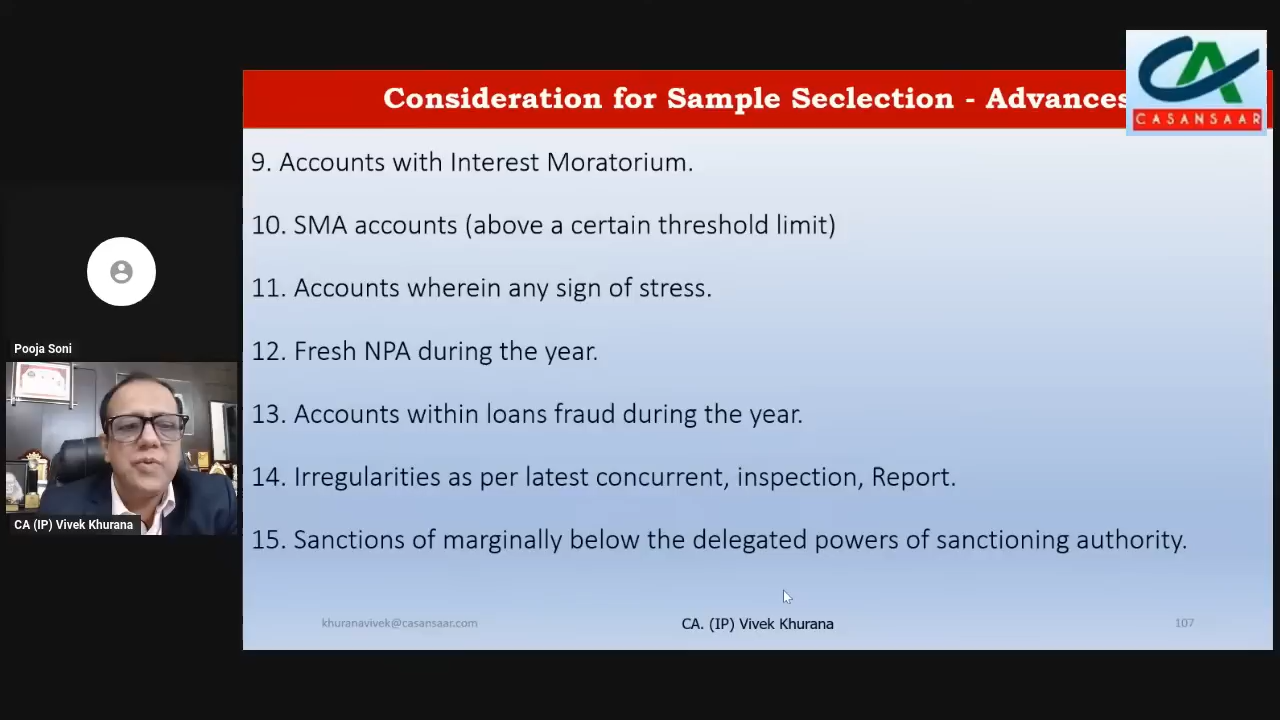 Consideration for Sample Seclection - Advances
CA
CASANSAAR
9. Accounts with Interest Moratorium.
10. SMA accounts (above a certain threshold limit)
11. Accounts wherein any sign of stress.
12. Fresh NPA during the year.
13. Accounts within loans fraud during the year.
14. Irregularities as per latest concurrent, inspection, Report.
15. Sanctions of marginally below the delegated powers of sanctioning authority.
khuranavivek@casansaar.com
CA. (IP) Vivek Khurana
107
Pooja Soni
CA (IP) Vivek Khurana